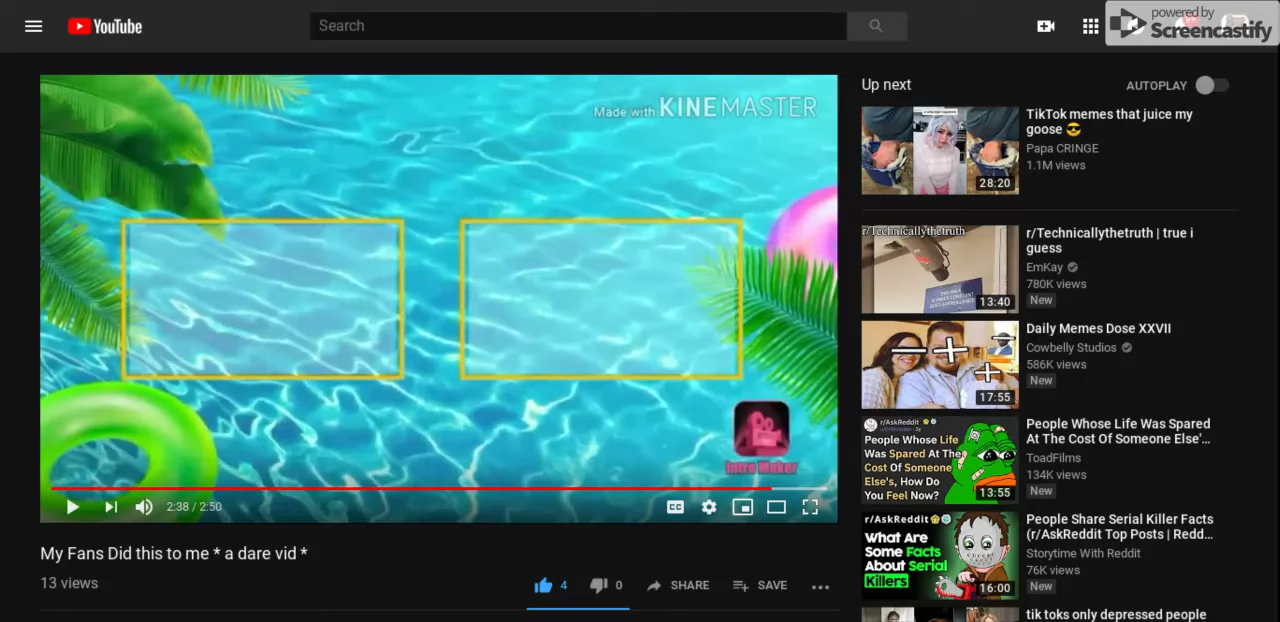 YouTube
Search
powered by
Screencastify
Made with KINEMASTER
Intro Maker
2:38 / 2:50
CC
My Fans Did this to me * a dare vid *
13 views
4
0
SHARE
SAVE
Up next
AUTOPLAY
28:20
TikTok memes that juice my
goose 😎
Papa CRINGE
1.1M views
r/Technicallythetruth
13:40
r/Technicallythetruth | true i
guess
EmKay
780K views
New
17:55
Daily Memes Dose XXVII
Cowbelly Studios
586K views
New
r/AskReddit
People Whose Life
Was Spared At The
Cost Of Someone
Else's, How Do
You Feel Now?
13:55
People Whose Life Was Spared
At The Cost Of Someone Else'...
ToadFilms
134K views
New
r/AskReddit
What Are
Some Facts
About Serial
Killers
16:00
People Share Serial Killer Facts
(r/AskReddit Top Posts | Redd...
Storytime With Reddit
76K views
New
tik toks only depressed people